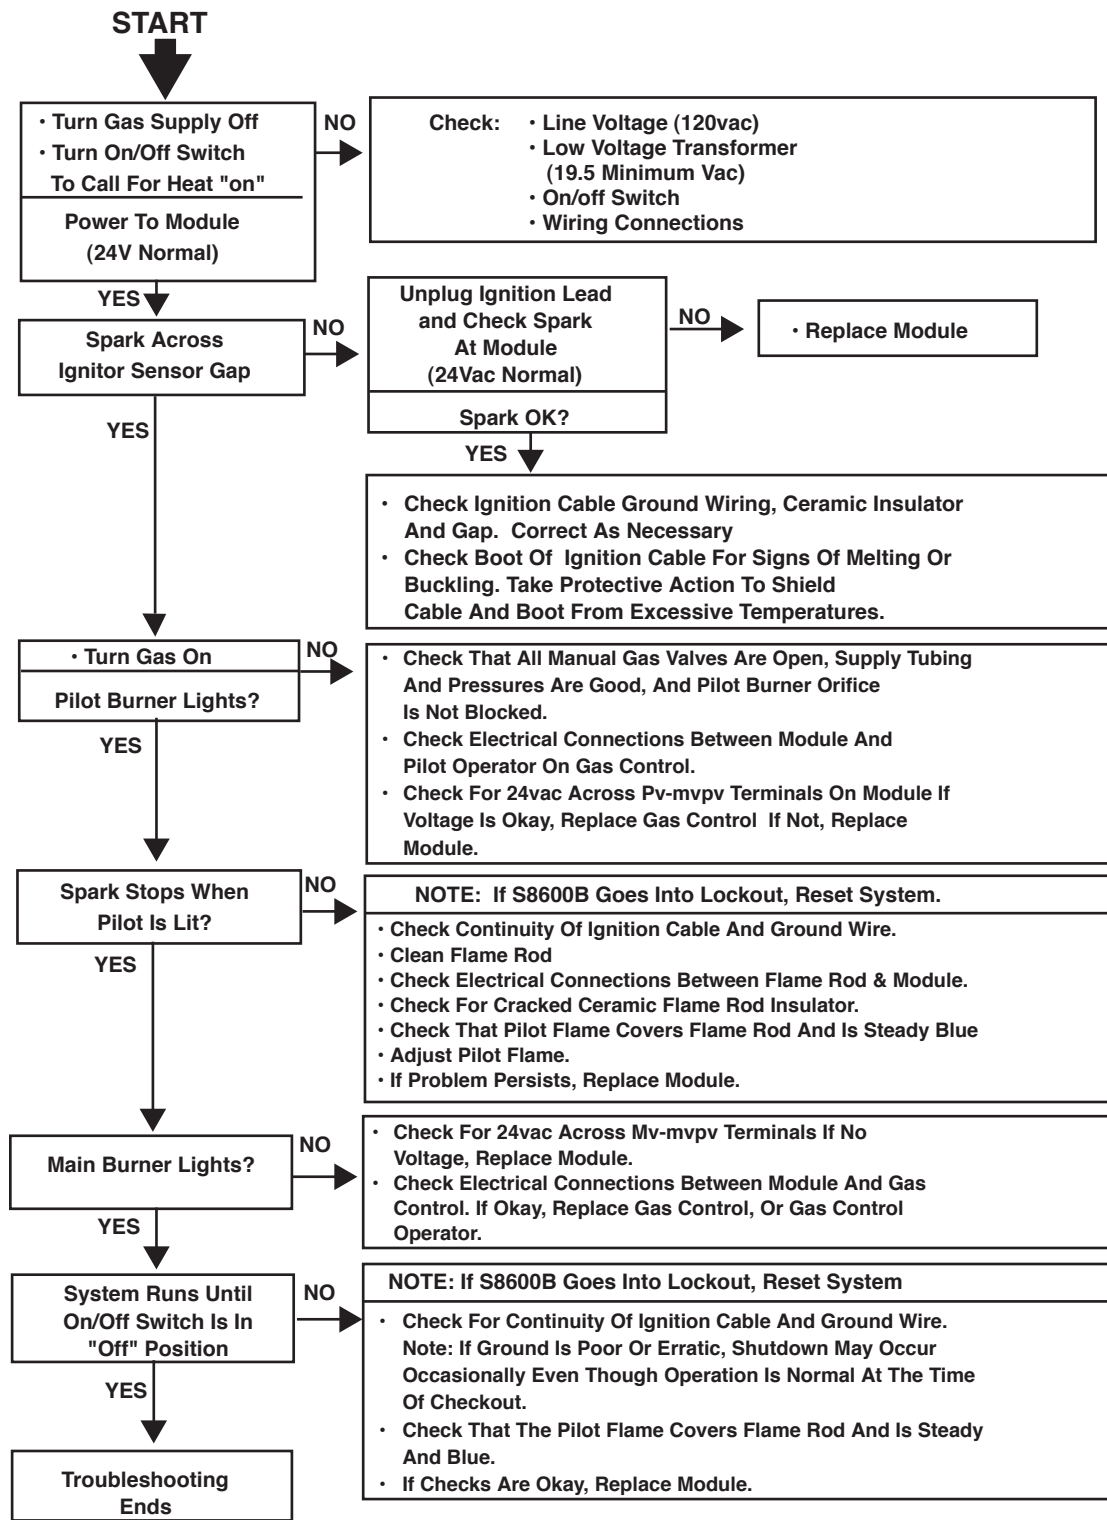 START
· Turn Gas Supply Off
· Turn On/Off Switch
To Call For Heat "on"
Power To Module
(24V Normal)
NO
Check:
· Line Voltage (120vac)
· Low Voltage Transformer
(19.5 Minimum Vac)
· On/off Switch
· Wiring Connections
YES
Spark Across
Ignitor Sensor Gap
NO
Unplug Ignition Lead
and Check Spark
At Module
(24Vac Normal)
Spark OK?
NO
· Replace Module
YES
YES
· Check Ignition Cable Ground Wiring, Ceramic Insulator
And Gap. Correct As Necessary
· Check Boot Of Ignition Cable For Signs Of Melting Or
Buckling. Take Protective Action To Shield
Cable And Boot From Excessive Temperatures.
· Turn Gas On
Pilot Burner Lights?
NO
· Check That All Manual Gas Valves Are Open, Supply Tubing
And Pressures Are Good, And Pilot Burner Orifice
Is Not Blocked.
· Check Electrical Connections Between Module And
Pilot Operator On Gas Control.
· Check For 24vac Across Pv-mvpv Terminals On Module If
Voltage Is Okay, Replace Gas Control If Not, Replace
Module.
YES
Spark Stops When
Pilot Is Lit?
NO
NOTE: If S8600B Goes Into Lockout, Reset System.
· Check Continuity Of Ignition Cable And Ground Wire.
· Clean Flame Rod
· Check Electrical Connections Between Flame Rod & Module.
· Check For Cracked Ceramic Flame Rod Insulator.
· Check That Pilot Flame Covers Flame Rod And Is Steady Blue
· Adjust Pilot Flame.
· If Problem Persists, Replace Module.
YES
Main Burner Lights?
NO
· Check For 24vac Across Mv-mvpv Terminals If No
Voltage, Replace Module.
· Check Electrical Connections Between Module And Gas
Control. If Okay, Replace Gas Control, Or Gas Control
Operator.
YES
System Runs Until
On/Off Switch Is In
"Off" Position
NO
NOTE: If S8600B Goes Into Lockout, Reset System
· Check For Continuity Of Ignition Cable And Ground Wire.
Note: If Ground Is Poor Or Erratic, Shutdown May Occur
Occasionally Even Though Operation Is Normal At The Time
Of Checkout.
· Check That The Pilot Flame Covers Flame Rod And Is Steady
And Blue.
· If Checks Are Okay, Replace Module.
YES
Troubleshooting
Ends